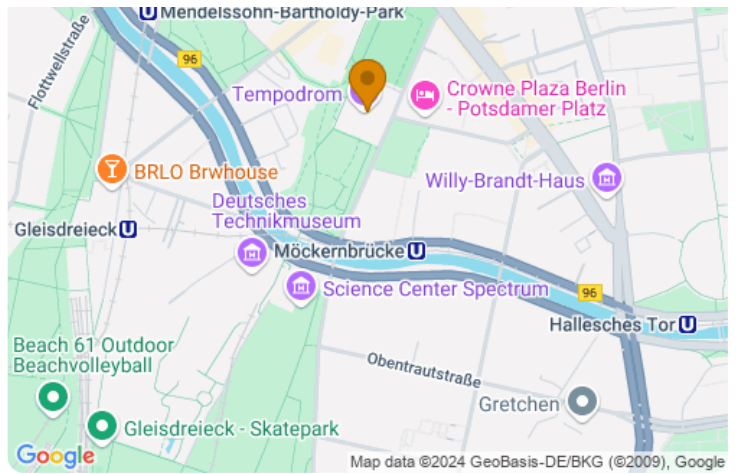 Mendelssohn-Bartholdy-Park
Flottwellstraße
96
Tempodrom
Crowne Plaza Berlin
- Potsdamer Platz
BRLO Brwhouse
Willy-Brandt-Haus
Deutsches
Technikmuseum
Gleisdreieck
Möckernbrücke
Science Center Spectrum
96
Hallesches Tor
Beach 61 Outdoor
Beachvolleyball
Obentrautstraße
Gretchen
Gleisdreieck - Skatepark
Google
Map data ©2024 GeoBasis-DE/BKG (©2009), Google